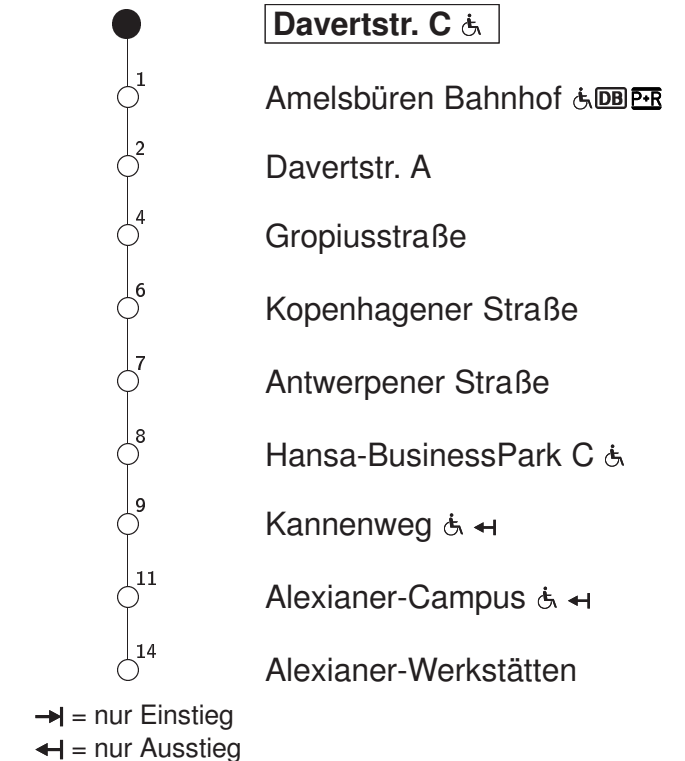 Davertstr. C
1
Amelsbüren Bahnhof DB P+R
2
Davertstr. A
4
Gropiusstraße
6
Kopenhagener Straße
7
Antwerpener Straße
8
Hansa-BusinessPark C
9
Kannenweg
11
Alexianer-Campus
14
Alexianer-Werkstätten
= nur Einstieg
= nur Ausstieg